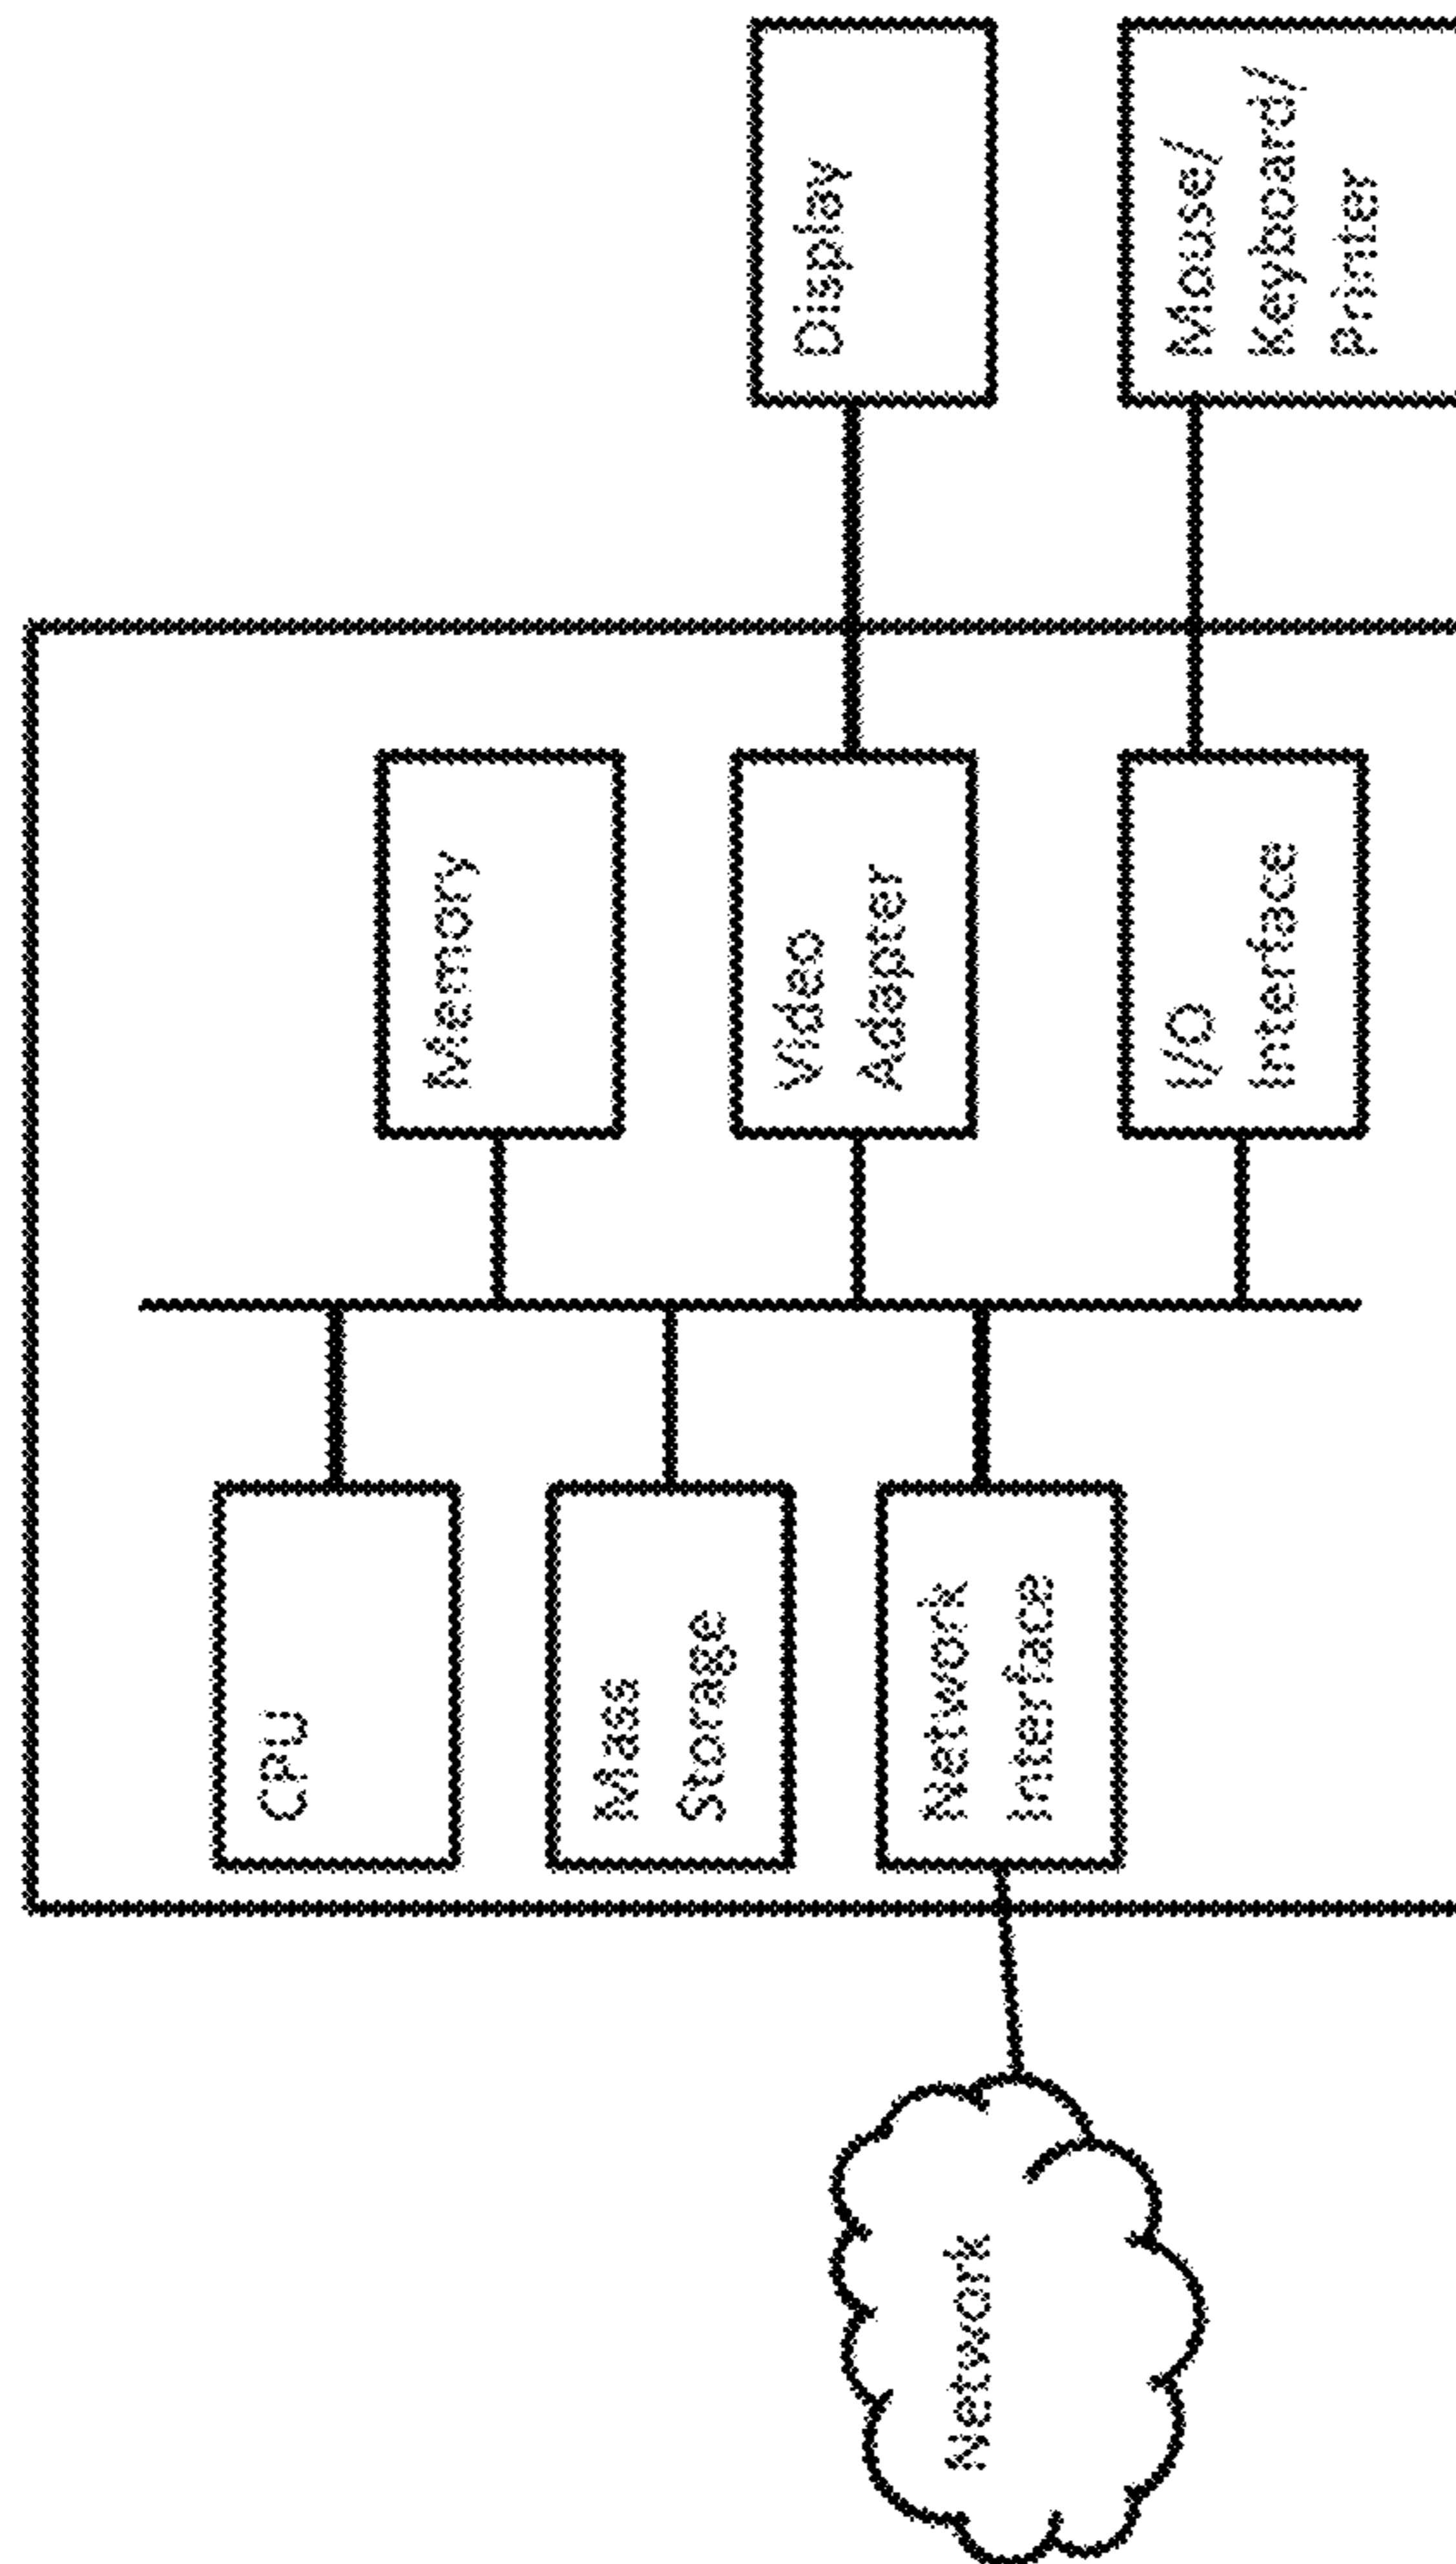 CPU
Memory
Mass
Storage
Video
Adapter
Display
Network
Network
Interface
I/O
Interface
Mouse/
Keyboard/
Printer